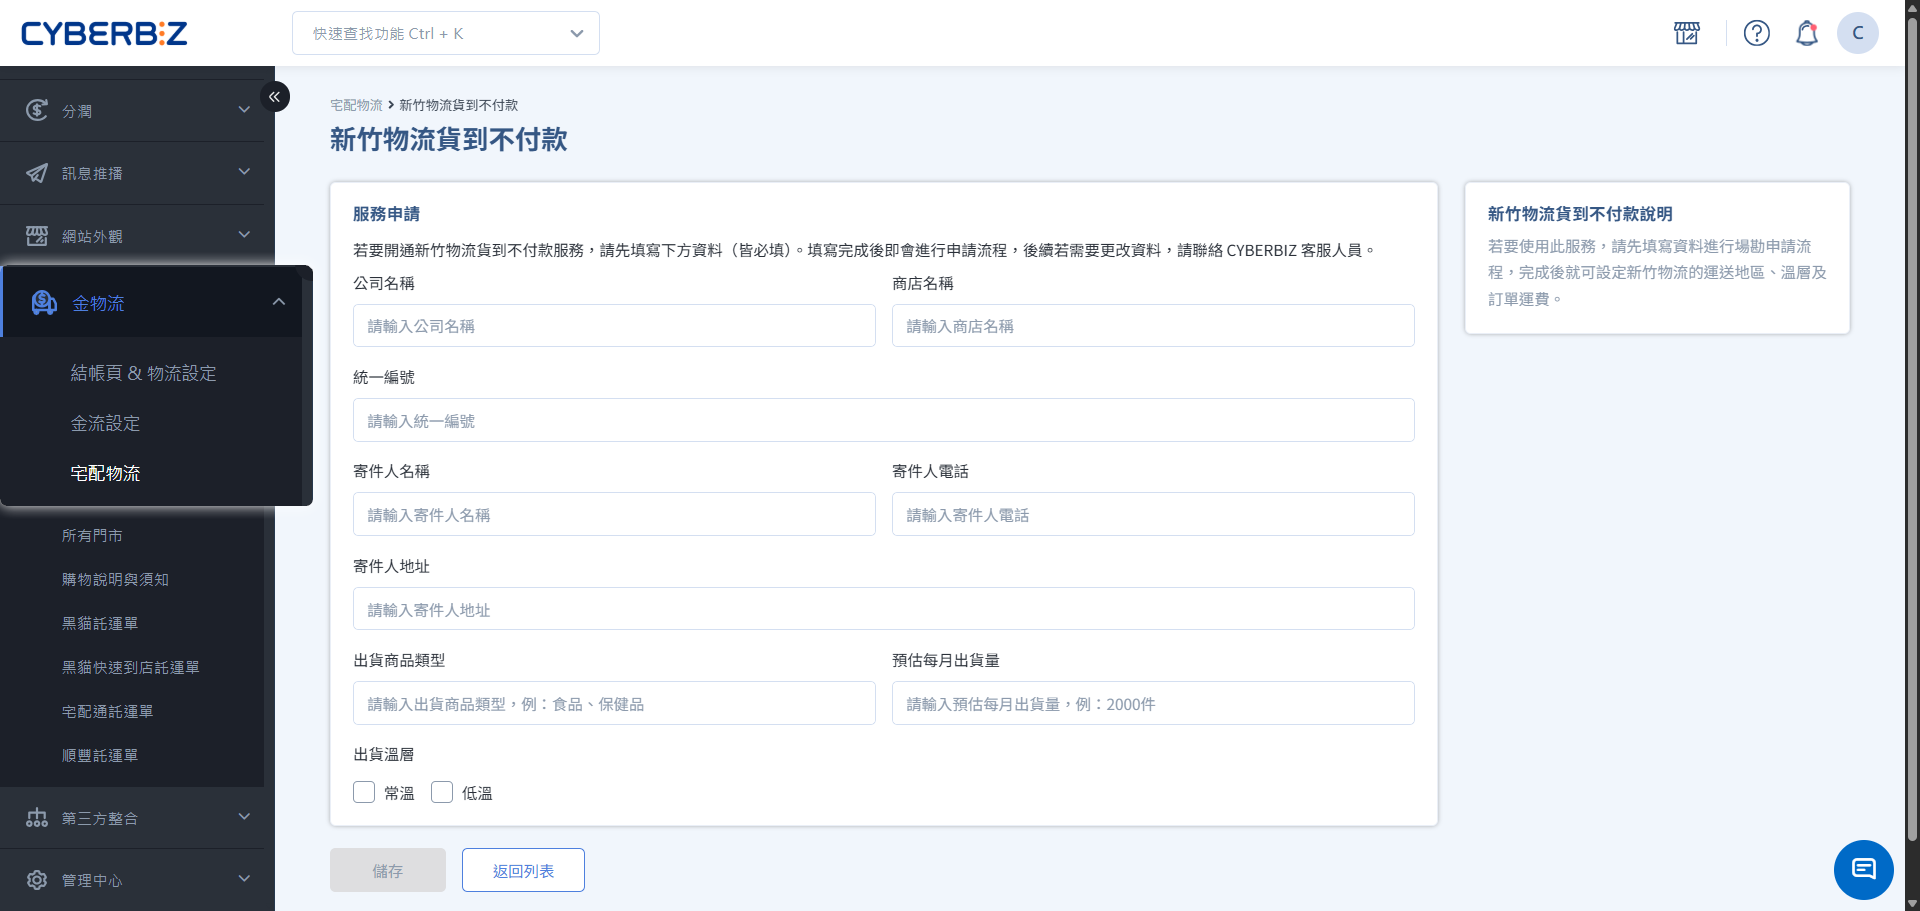 CYBERBIZ
快速查找功能 Ctrl + K
C
分潤
訊息推播
網站外觀
金物流
結帳頁 & 物流設定
金流設定
宅配物流
所有門市
購物說明與須知
黑貓託運單
黑貓快速到店託運單
宅配通託運單
順豐託運單
第三方整合
管理中心
宅配物流 > 新竹物流貨到不付款
新竹物流貨到不付款
服務申請
若要開通新竹物流貨到不付款服務，請先填寫下方資料（皆必填）。填寫完成後即會進行申請流程，後續若需要更改資料，請聯絡 CYBERBIZ 客服人員。
公司名稱
商店名稱
請輸入公司名稱
請輸入商店名稱
統一編號
請輸入統一編號
寄件人名稱
寄件人電話
請輸入寄件人名稱
請輸入寄件人電話
寄件人地址
請輸入寄件人地址
出貨商品類型
預估每月出貨量
請輸入出貨商品類型，例：食品、保健品
請輸入預估每月出貨量，例：2000件
出貨溫層
常溫
低溫
儲存
返回列表
新竹物流貨到不付款說明
若要使用此服務，請先填寫資料進行場勘申請流
程，完成後就可設定新竹物流的運送地區、溫層及
訂單運費。